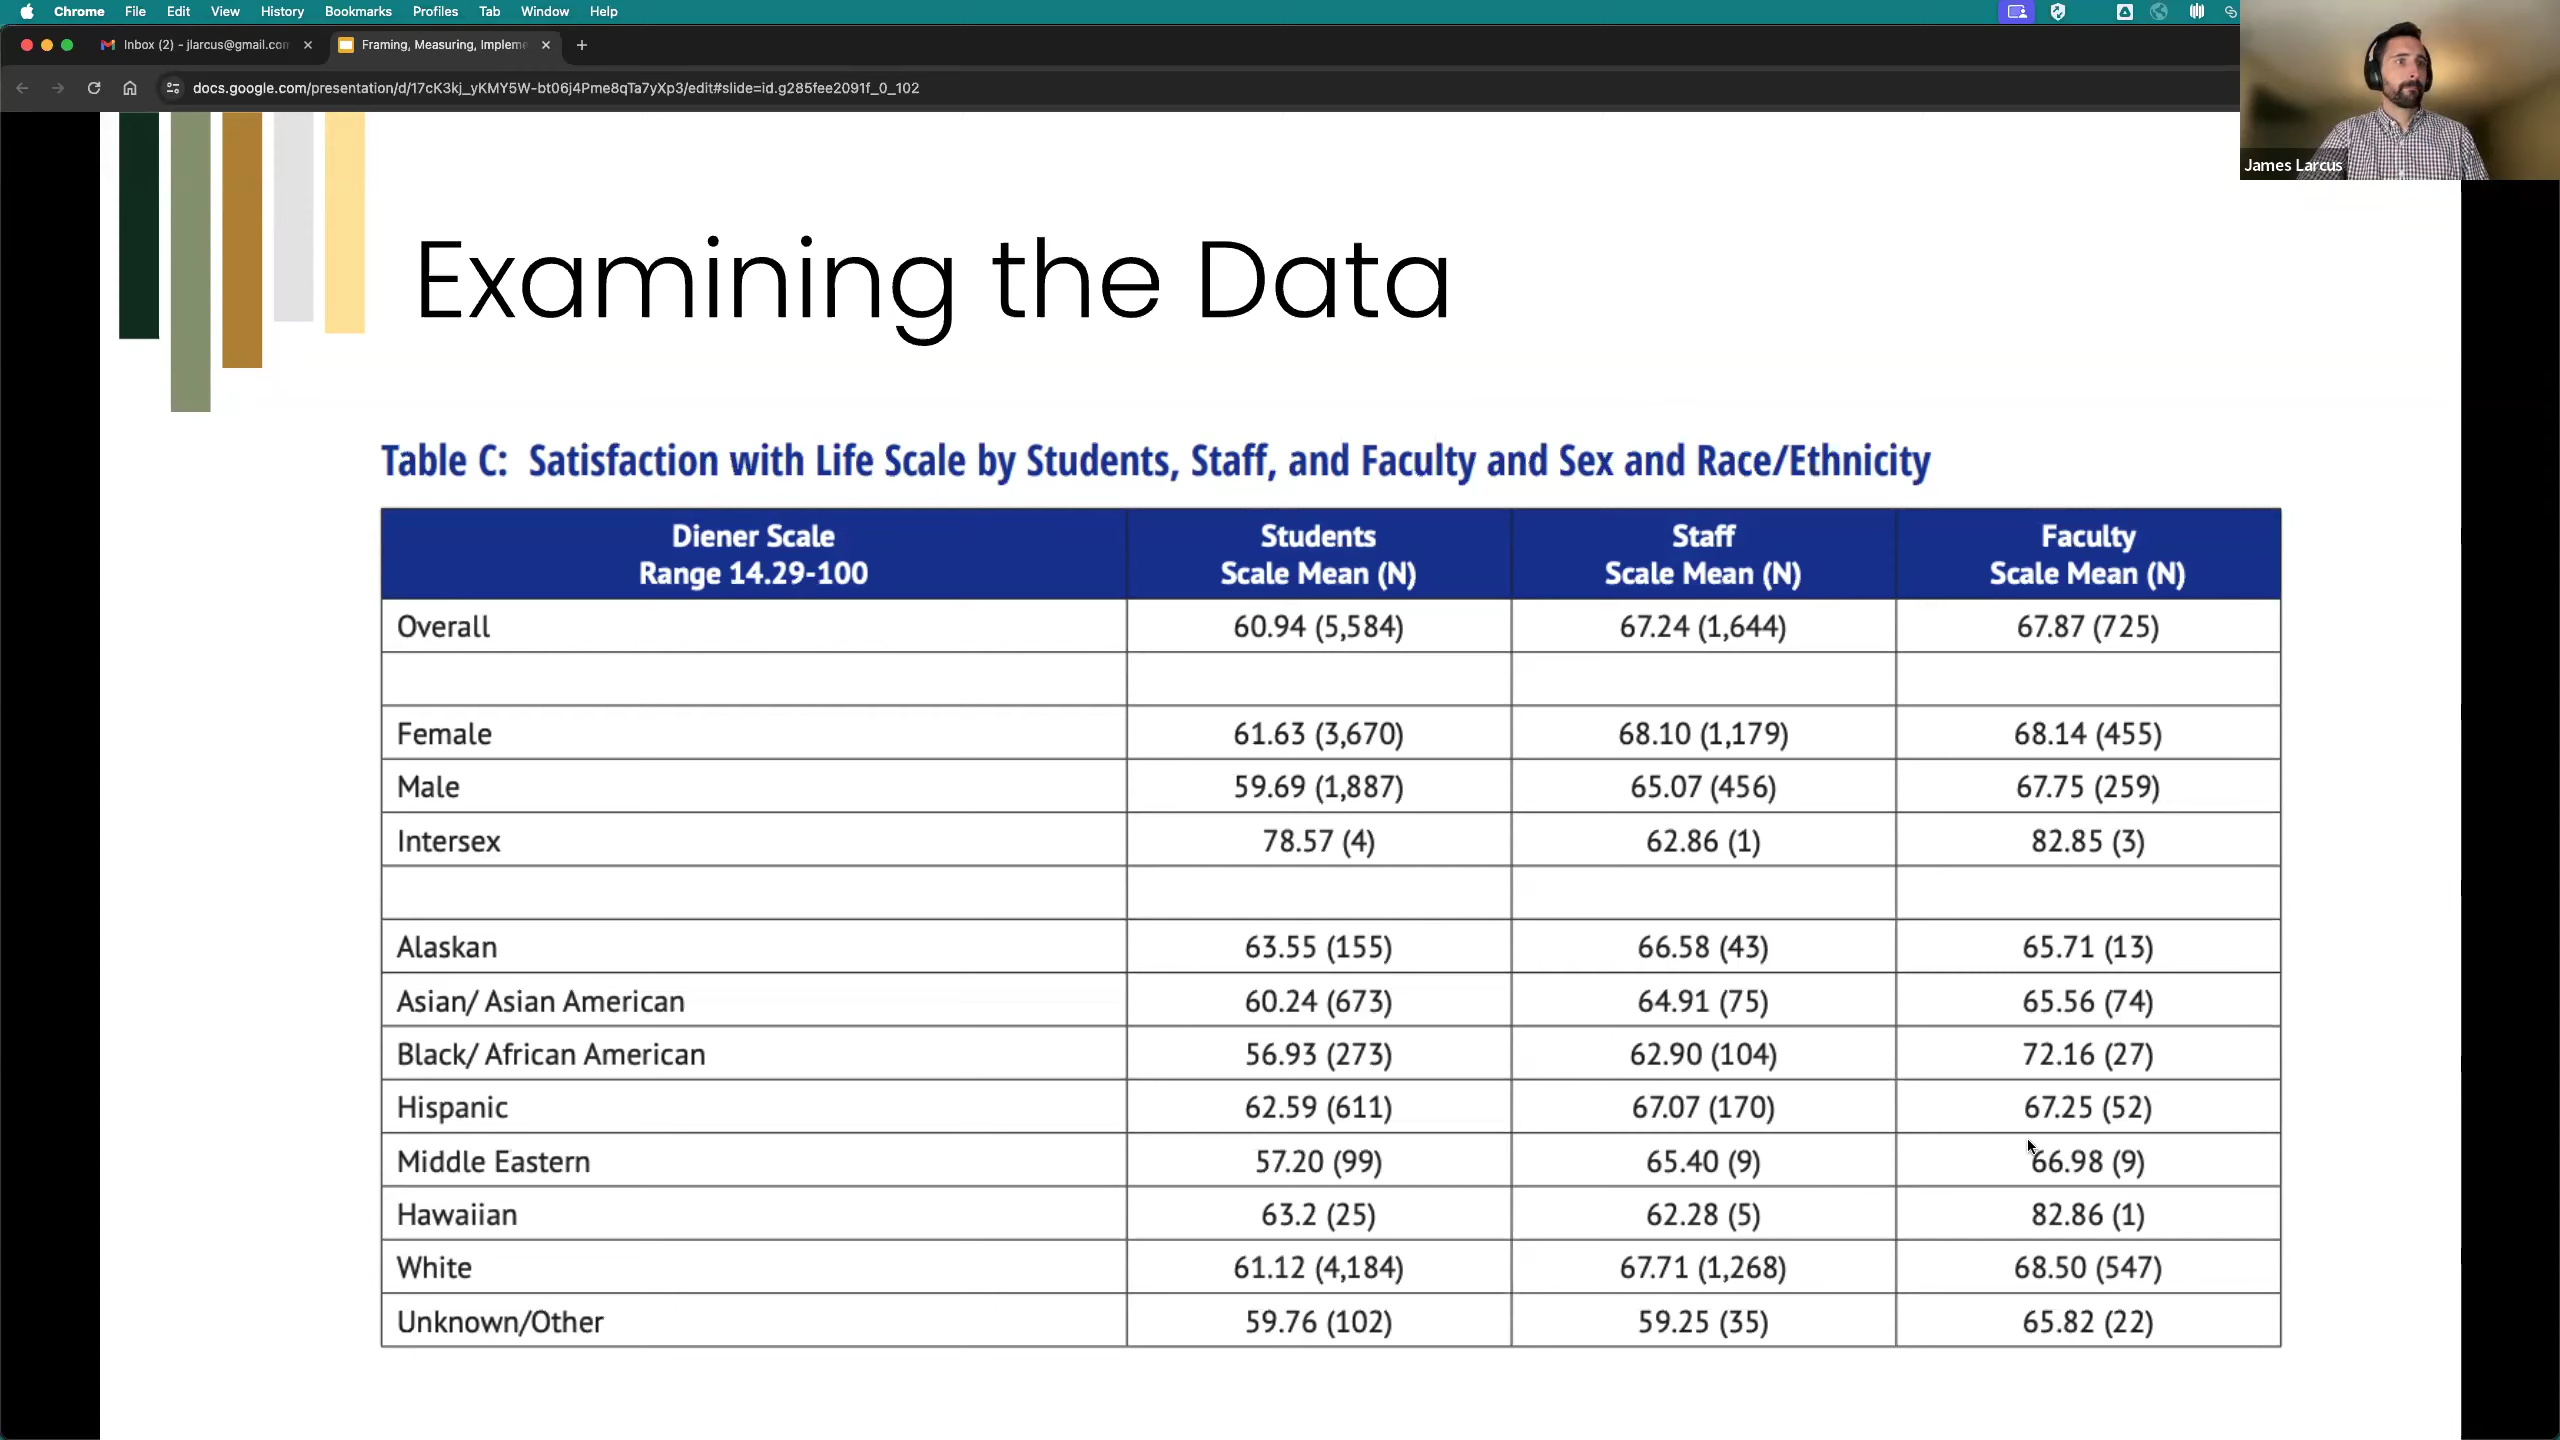 Chrome File Edit View History Bookmarks Profiles Tab Window Help
Inbox (2) - jlarcus@gmail.com
Framing, Measuring, Impleme
docs.google.com/presentation/d/17cK3kj_yKMY5W-bt06j4Pme8qTa7yXp3/edit#slide=id.g285fee2091f_0_102
James Larcus
Examining the Data
Table C: Satisfaction with Life Scale by Students, Staff, and Faculty and Sex and Race/Ethnicity
Diener Scale Students Staff Faculty
Range 14.29-100 Scale Mean (N) Scale Mean (N) Scale Mean (N)
Overall 60.94 (5,584) 67.24 (1,644) 67.87 (725)
Female 61.63 (3,670) 68.10 (1,179) 68.14 (455)
Male 59.69 (1,887) 65.07 (456) 67.75 (259)
Intersex 78.57 (4) 62.86 (1) 82.85 (3)
Alaskan 63.55 (155) 66.58 (43) 65.71 (13)
Asian/ Asian American 60.24 (673) 64.91 (75) 65.56 (74)
Black/ African American 56.93 (273) 62.90 (104) 72.16 (27)
Hispanic 62.59 (611) 67.07 (170) 67.25 (52)
Middle Eastern 57.20 (99) 65.40 (9) 66.98 (9)
Hawaiian 63.2 (25) 62.28 (5) 82.86 (1)
White 61.12 (4,184) 67.71 (1,268) 68.50 (547)
Unknown/Other 59.76 (102) 59.25 (35) 65.82 (22)